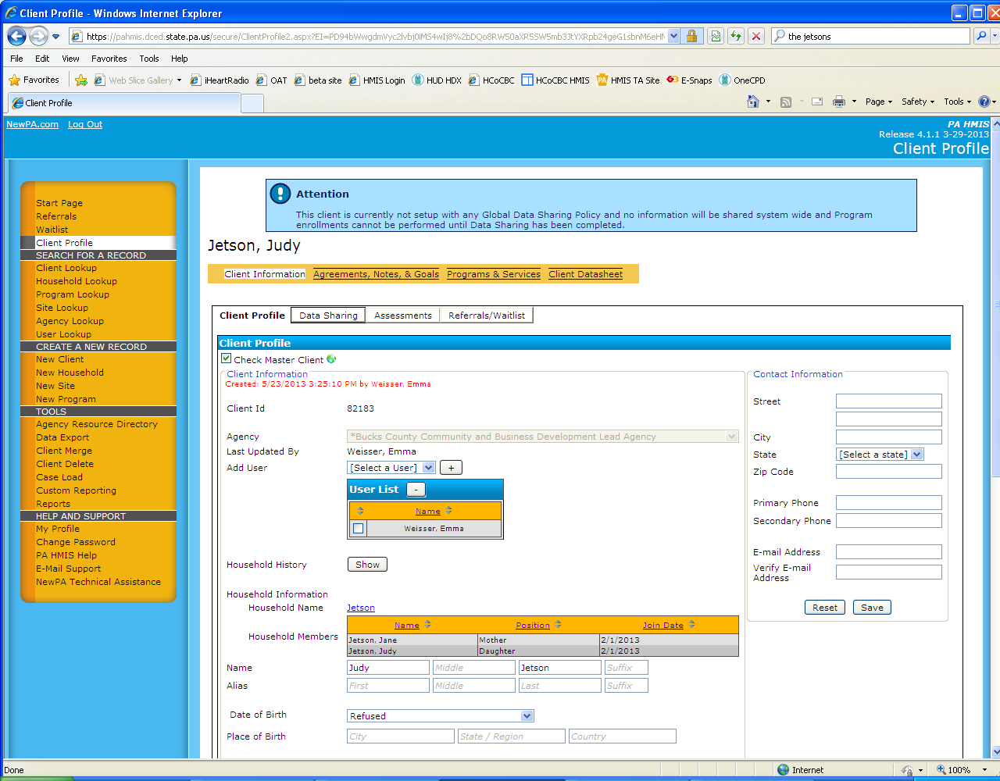 Client Profile - Windows Internet Explorer
the jetsons
File Edit View Favorites Tools Help
Favorites Web Slice Gallery iHeartRadio OAT beta site HMIS Login HUD HDX HCoCBC HCoCBC HMIS HMIS TA Site E-Snaps OneCPD
Client Profile Page Safety Tools
NewPA.com Log Out
PA HMIS
Release 4.1.1 3-29-2013
Client Profile
Start Page
Referrals
Waitlist
Client Profile
SEARCH FOR A RECORD
Client Lookup
Household Lookup
Program Lookup
Site Lookup
Agency Lookup
User Lookup
CREATE A NEW RECORD
New Client
New Household
New Site
New Program
TOOLS
Agency Resource Directory
Data Export
Client Merge
Client Delete
Case Load
Custom Reporting
Reports
HELP AND SUPPORT
My Profile
Change Password
PA HMIS Help
E-Mail Support
NewPA Technical Assistance
Attention
This client is currently not setup with any Global Data Sharing Policy and no information will be shared system wide and Program
enrollments cannot be performed until Data Sharing has been completed.
Jetson, Judy
Client Information Agreements, Notes, & Goals Programs & Services Client Datasheet
Client Profile Data Sharing Assessments Referrals/Waitlist
Client Profile
Check Master Client
Client Information
Created: 5/23/2013 3:25:10 PM by Weisser, Emma
Client Id 82183
Agency *Bucks County Community and Business Development Lead Agency
Last Updated By Weisser, Emma
Add User [Select a User] +
User List -
Name
Weisser, Emma
Household History Show
Household Information
Household Name Jetson
Household Members
Name Position Join Date
Jetson, Jane Mother 2/1/2013
Jetson, Judy Daughter 2/1/2013
Name Judy Middle Jetson Suffix
Alias First Middle Last Suffix
Date of Birth Refused
Place of Birth City State / Region Country
Contact Information
Street
City
State [Select a state]
Zip Code
Primary Phone
Secondary Phone
E-mail Address
Verify E-mail
Address
Reset Save
Done Internet 100%